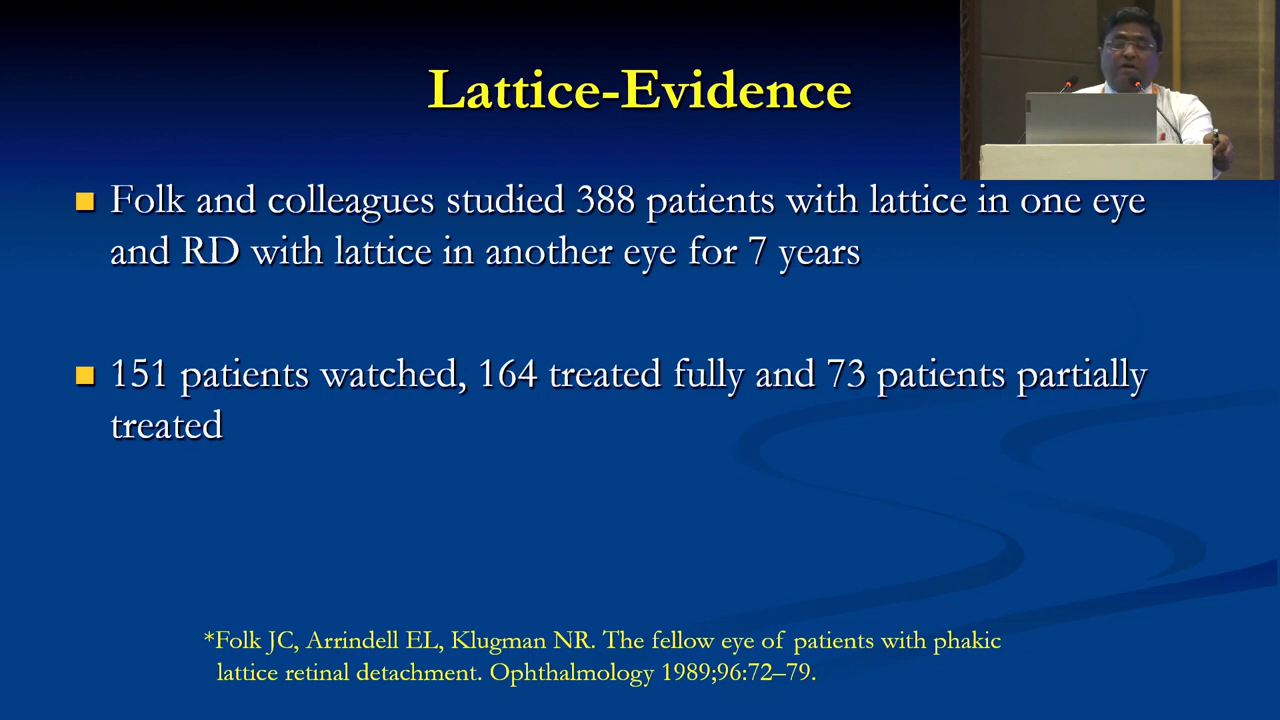 Lattice-Evidence
Folk and colleagues studied 388 patients with lattice in one eye
and RD with lattice in another eye for 7 years
151 patients watched, 164 treated fully and 73 patients partially
treated
*Folk JC, Arrindell EL, Klugman NR. The fellow eye of patients with phakic
lattice retinal detachment. Ophthalmology 1989;96:72–79.